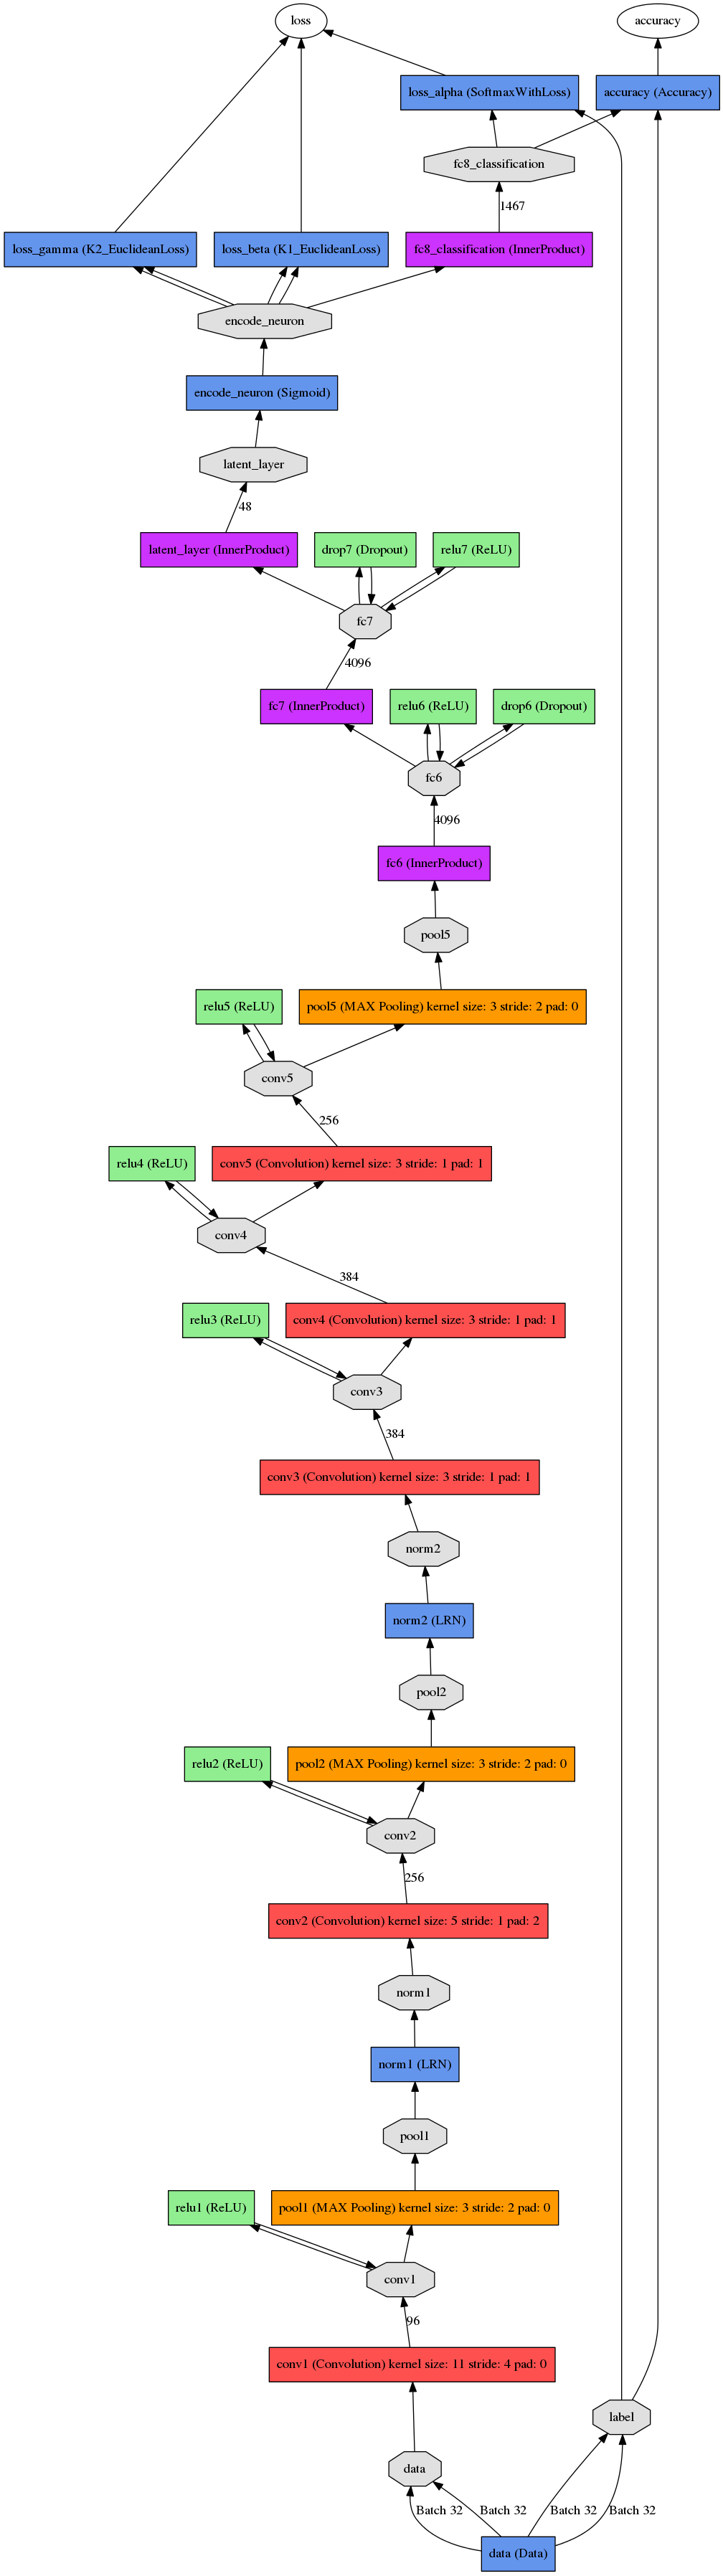 loss
accuracy
loss_alpha (SoftmaxWithLoss)
accuracy (Accuracy)
fc8_classification
1467
loss_gamma (K2_EuclideanLoss)
loss_beta (K1_EuclideanLoss)
fc8_classification (InnerProduct)
encode_neuron
encode_neuron (Sigmoid)
latent_layer
48
latent_layer (InnerProduct)
drop7 (Dropout)
relu7 (ReLU)
fc7
4096
fc7 (InnerProduct)
relu6 (ReLU)
drop6 (Dropout)
fc6
4096
fc6 (InnerProduct)
pool5
relu5 (ReLU)
pool5 (MAX Pooling) kernel size: 3 stride: 2 pad: 0
conv5
256
relu4 (ReLU)
conv5 (Convolution) kernel size: 3 stride: 1 pad: 1
conv4
384
relu3 (ReLU)
conv4 (Convolution) kernel size: 3 stride: 1 pad: 1
conv3
384
conv3 (Convolution) kernel size: 3 stride: 1 pad: 1
norm2
norm2 (LRN)
pool2
relu2 (ReLU)
pool2 (MAX Pooling) kernel size: 3 stride: 2 pad: 0
conv2
256
conv2 (Convolution) kernel size: 5 stride: 1 pad: 2
norm1
norm1 (LRN)
pool1
relu1 (ReLU)
pool1 (MAX Pooling) kernel size: 3 stride: 2 pad: 0
conv1
96
conv1 (Convolution) kernel size: 11 stride: 4 pad: 0
label
data
Batch 32
Batch 32
Batch 32
Batch 32
data (Data)